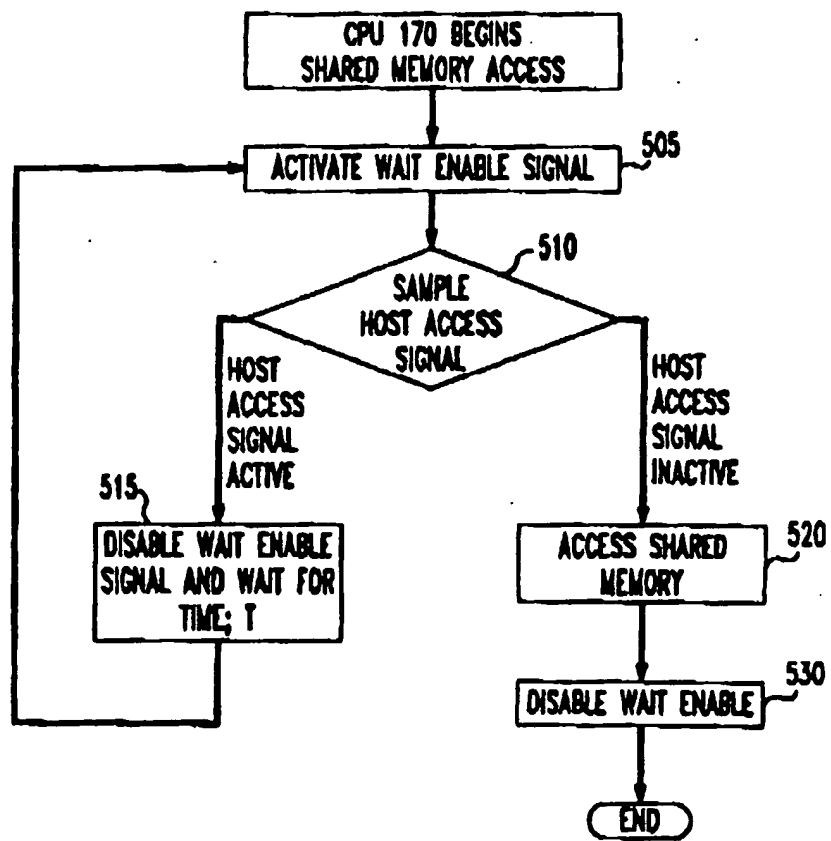 CPU 170 BEGINS
SHARED MEMORY ACCESS
505
ACTIVATE WAIT ENABLE SIGNAL
510
SAMPLE
HOST ACCESS
SIGNAL
HOST
ACCESS
SIGNAL
ACTIVE
HOST
ACCESS
SIGNAL
INACTIVE
515
DISABLE WAIT ENABLE
SIGNAL AND WAIT FOR
TIME; T
520
ACCESS SHARED
MEMORY
530
DISABLE WAIT ENABLE
END